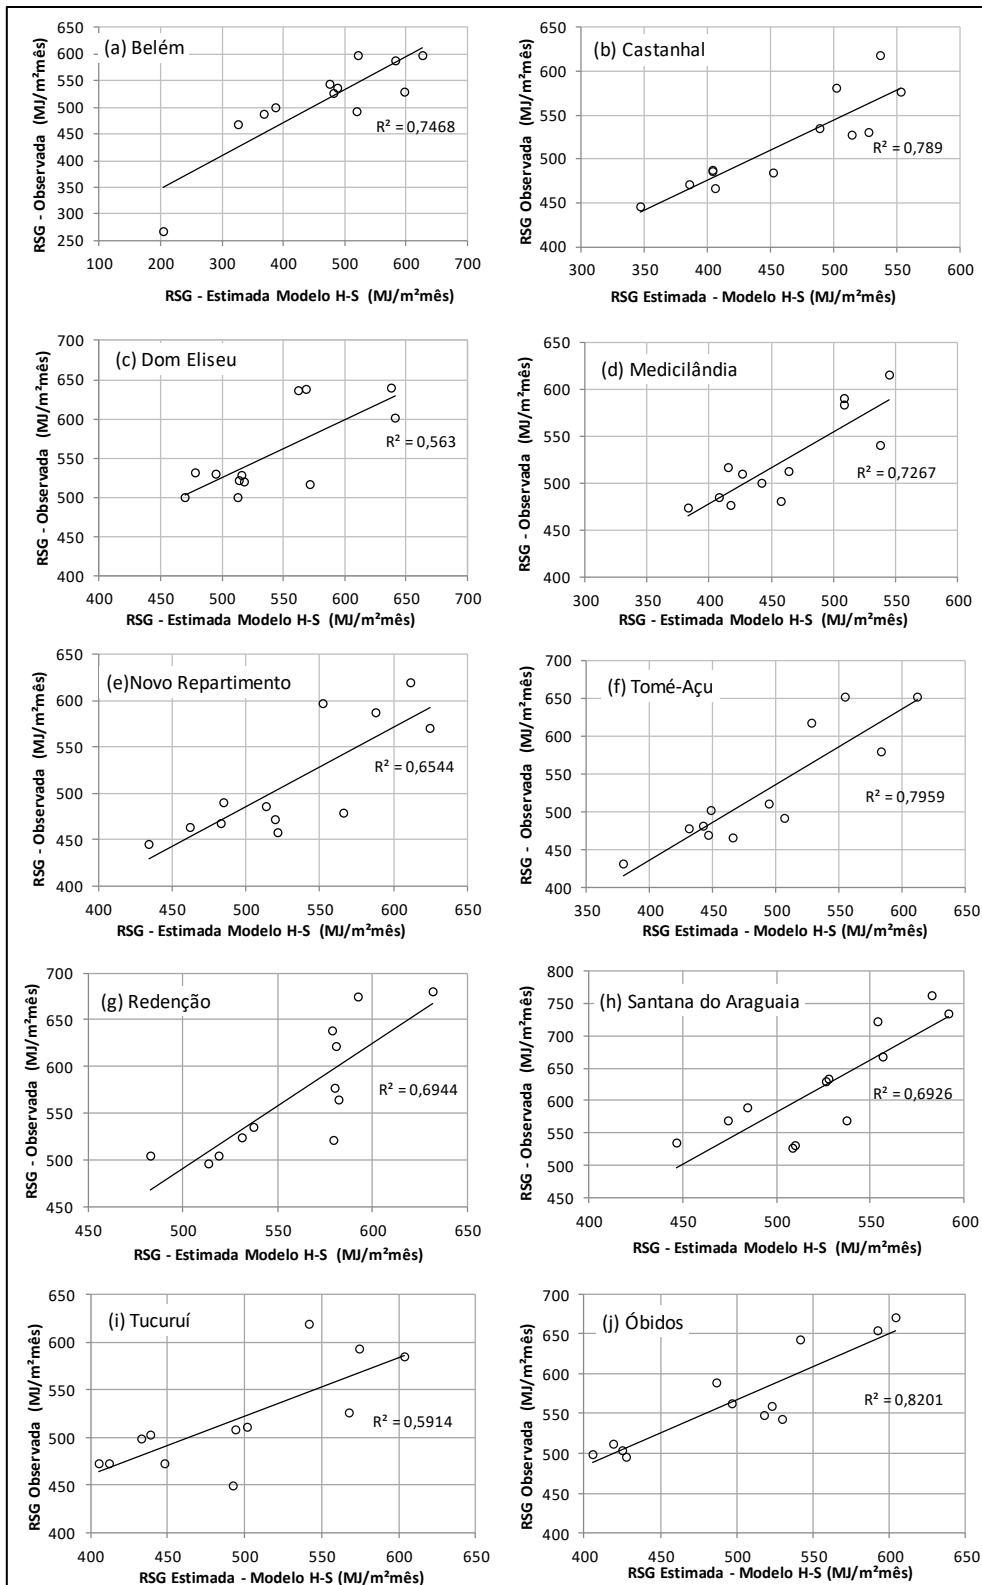 (a) Belém
RSG - Observada (MJ/m²mês)
650
600
550
500
450
400
350
300
250
R² = 0,7468
100 200 300 400 500 600 700
RSG - Estimada Modelo H-S (MJ/m²mês)
(b) Castanhal
RSG Observada (MJ/m²mês)
650
600
550
500
450
400
R² = 0,789
300 350 400 450 500 550 600
RSG Estimada - Modelo H-S (MJ/m²mês)
(c) Dom Eliseu
RSG - Observada (MJ/m²mês)
700
650
600
550
500
450
400
R² = 0,563
400 450 500 550 600 650 700
RSG - Estimada Modelo H-S (MJ/m²mês)
(d) Medicilândia
RSG - Observada (MJ/m²mês)
650
600
550
500
450
400
R² = 0,7267
300 350 400 450 500 550 600
RSG - Estimada Modelo H-S (MJ/m²mês)
(e)Novo Repartimento
RSG - Observada (MJ/m²mês)
650
600
550
500
450
400
R² = 0,6544
400 450 500 550 600 650
RSG - Estimada Modelo H-S (MJ/m²mês)
(f) Tomé-Açu
RSG - Observada (MJ/m²mês)
700
650
600
550
500
450
400
R² = 0,7959
350 400 450 500 550 600 650
RSG Estimada - Modelo H-S (MJ/m²mês)
(g) Redenção
RSG - Observada (MJ/m²mês)
700
650
600
550
500
450
R² = 0,6944
450 500 550 600 650
RSG - Estimada Modelo H-S (MJ/m²mês)
(h) Santana do Araguaia
RSG - Observada (MJ/m²mês)
800
750
700
650
600
550
500
450
R² = 0,6926
400 450 500 550 600
RSG Estimada - Modelo H-S (MJ/m²mês)
(i) Tucuruí
RSG Observada (MJ/m²mês)
650
600
550
500
450
400
R² = 0,5914
400 450 500 550 600 650
RSG Estimada - Modelo H-S (MJ/m²mês)
(j) Óbidos
RSG Observada (MJ/m²mês)
700
650
600
550
500
450
400
R² = 0,8201
400 450 500 550 600 650
RSG Estimada - Modelo H-S (MJ/m²mês)